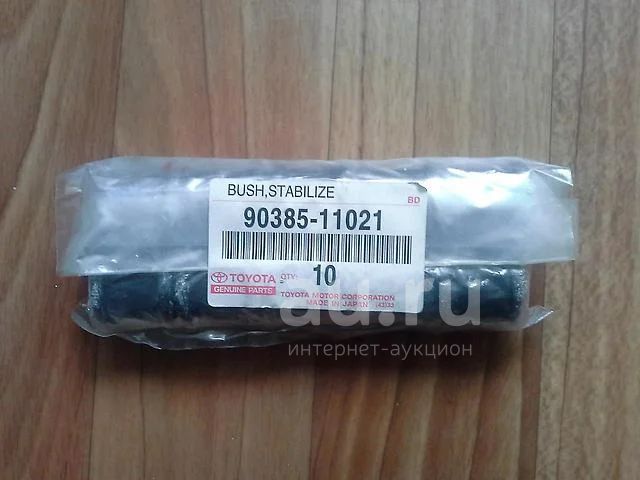 BUSH,STABILIZE
BD
90385-11021
TOYOTA
GENUINE PARTS
QTY.
10
TOYOTA MOTOR CORPORATION
MADE IN JAPAN
au.ru
интернет-аукцион